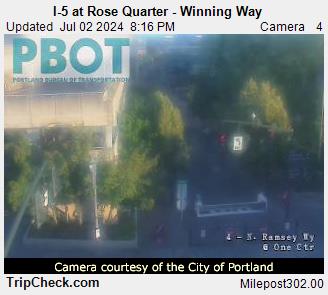 I-5 at Rose Quarter - Winning Way
Updated Jul 02 2024 8:16 PM Camera 4
PBOT
PORTLAND BUREAU OF TRANSPORTATION
4 - N. Ramsey Wy
@ One Ctr
Camera courtesy of the City of Portland
TripCheck.com Milepost302.00